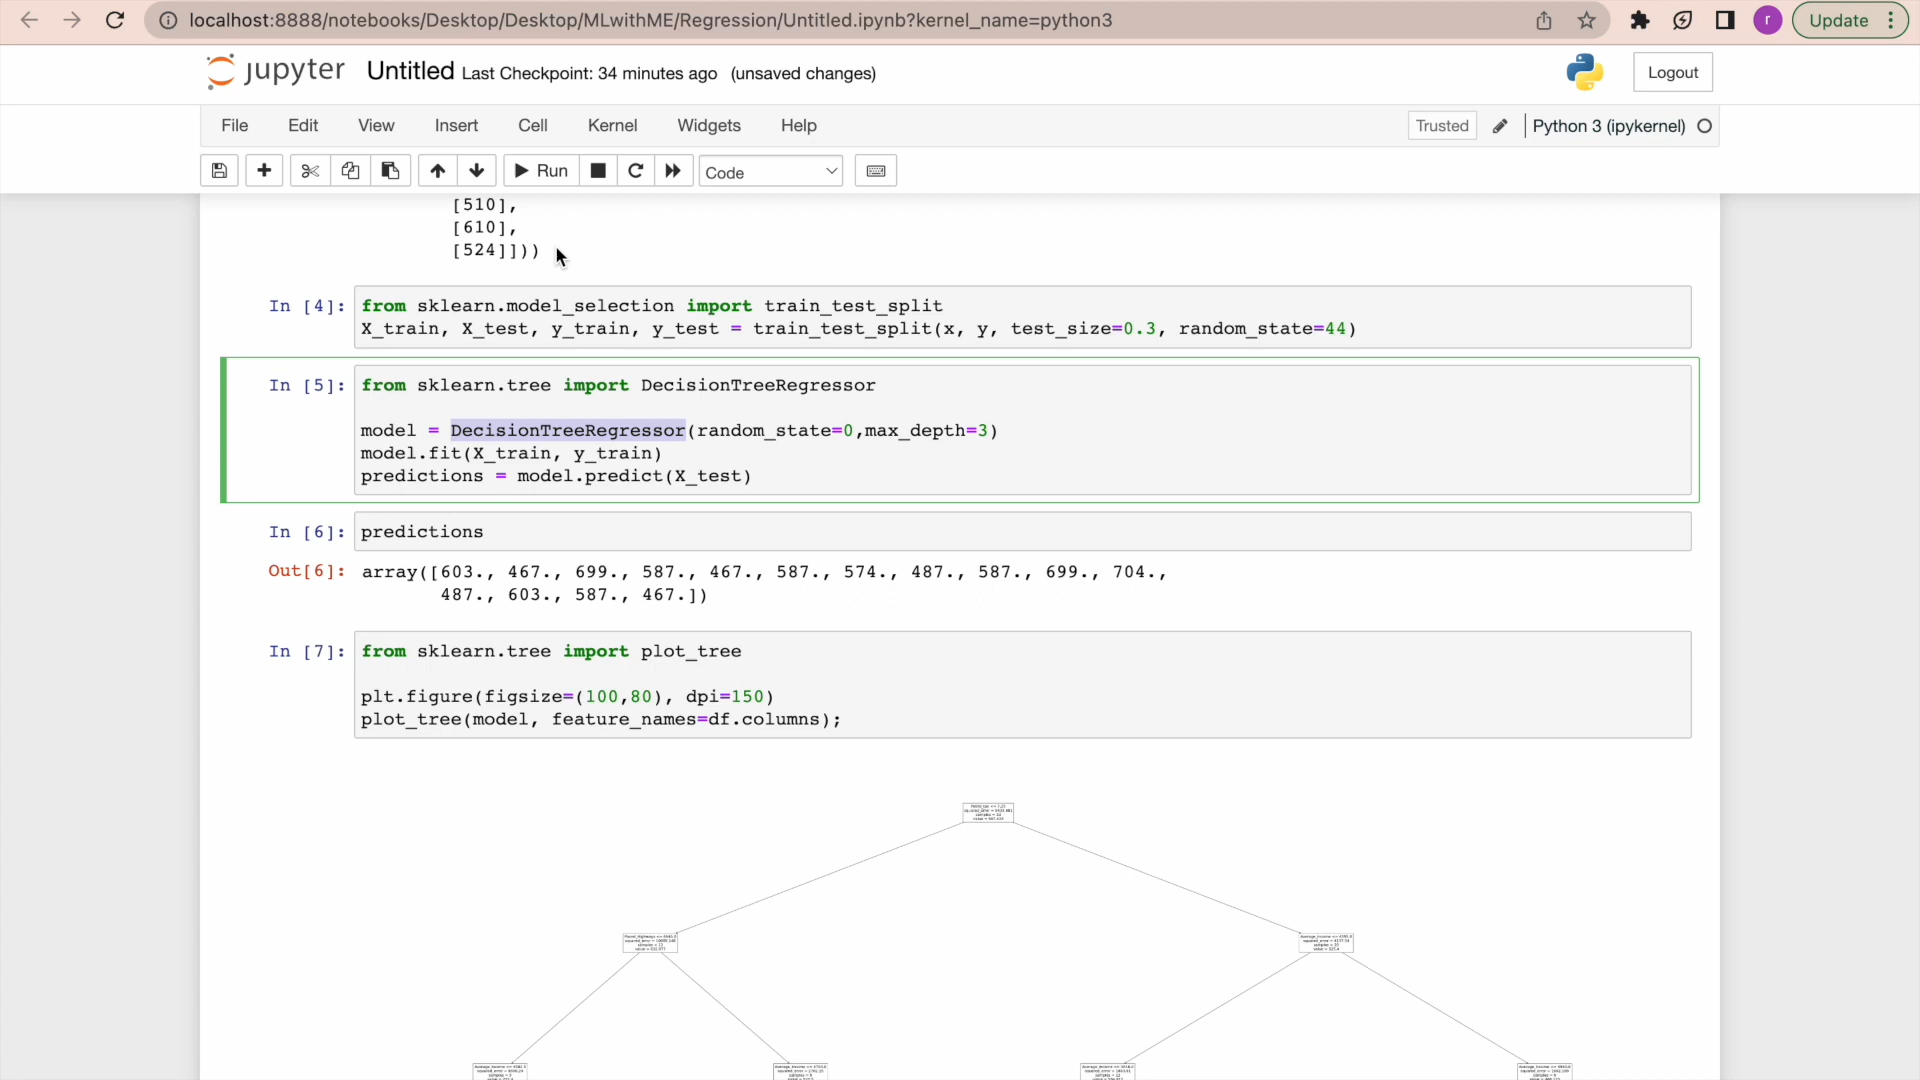 localhost:8888/notebooks/Desktop/Desktop/MLwithME/Regression/Untitled.ipynb?kernel_name=python3
r
Update
jupyter Untitled Last Checkpoint: 34 minutes ago (unsaved changes)
Logout
File Edit View Insert Cell Kernel Widgets Help
Trusted Python 3 (ipykernel)
Run Code
[510],
[610],
[524]]))
In [4]: from sklearn.model_selection import train_test_split
X_train, X_test, y_train, y_test = train_test_split(x, y, test_size=0.3, random_state=44)
In [5]: from sklearn.tree import DecisionTreeRegressor
model = DecisionTreeRegressor(random_state=0,max_depth=3)
model.fit(X_train, y_train)
predictions = model.predict(X_test)
In [6]: predictions
Out[6]: array([603., 467., 699., 587., 467., 587., 574., 487., 587., 699., 704.,
487., 603., 587., 467.])
In [7]: from sklearn.tree import plot_tree
plt.figure(figsize=(100,80), dpi=150)
plot_tree(model, feature_names=df.columns);